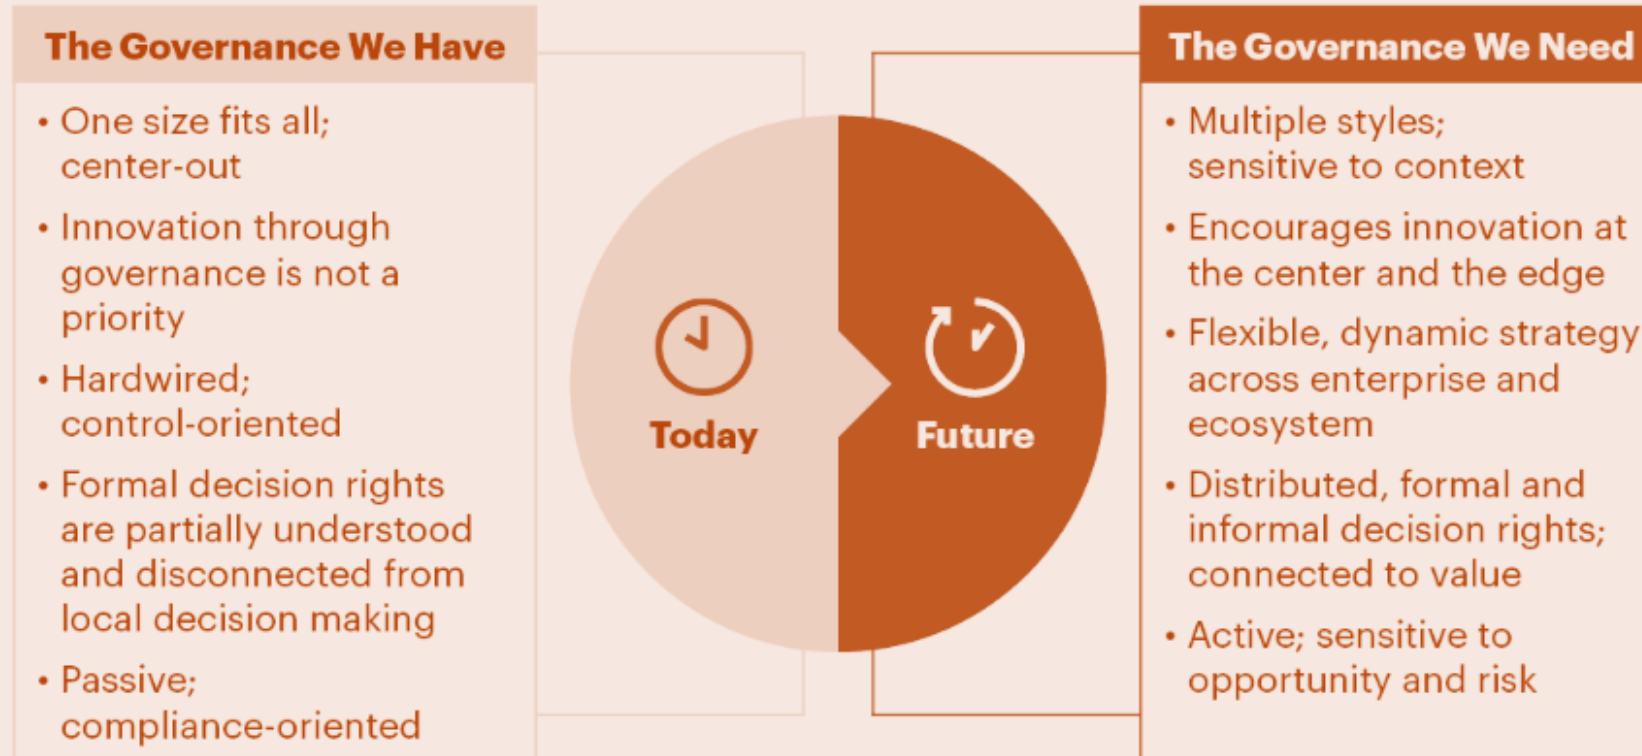 The Governance We Have
• One size fits all;
center-out
• Innovation through
governance is not a
priority
• Hardwired;
control-oriented
• Formal decision rights
are partially understood
and disconnected from
local decision making
• Passive;
compliance-oriented
Today
Future
The Governance We Need
• Multiple styles;
sensitive to context
• Encourages innovation at
the center and the edge
• Flexible, dynamic strategy
across enterprise and
ecosystem
• Distributed, formal and
informal decision rights;
connected to value
• Active; sensitive to
opportunity and risk